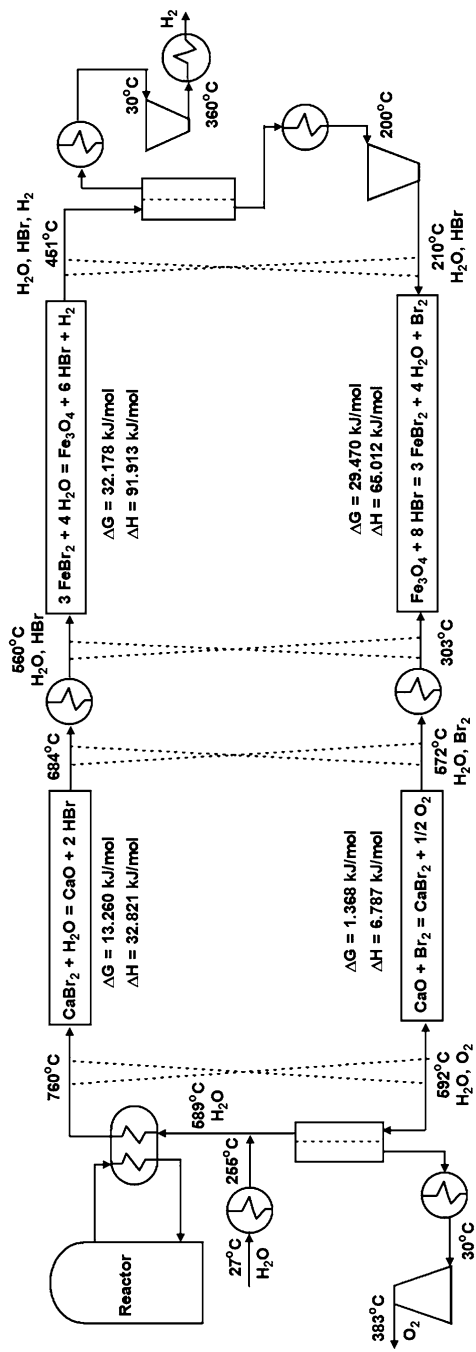 Reactor
27°C
H₂O
255°C
589°C
H₂O
760°C
CaBr₂ + H₂O = CaO + 2 HBr
ΔG = 13.260 kJ/mol
ΔH = 32.821 kJ/mol
684°C
560°C
H₂O, HBr
3 FeBr₂ + 4 H₂O = Fe₃O₄ + 6 HBr + H₂
ΔG = 32.178 kJ/mol
ΔH = 91.913 kJ/mol
H₂O, HBr, H₂
451°C
30°C
360°C
H₂
200°C
210°C
H₂O, HBr
Fe₃O₄ + 8 HBr = 3 FeBr₂ + 4 H₂O + Br₂
ΔG = 29.470 kJ/mol
ΔH = 65.012 kJ/mol
303°C
572°C
H₂O, Br₂
CaO + Br₂ = CaBr₂ + 1/2 O₂
ΔG = 1.368 kJ/mol
ΔH = 6.787 kJ/mol
592°C
H₂O, O₂
30°C
383°C
O₂